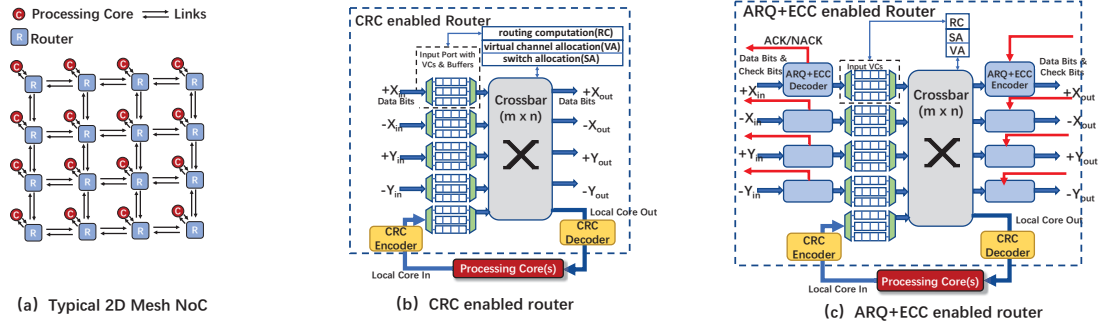 Processing Core
Links
Router
C C C C
R R R R
C C C C
R R R R
C C C C
R R R R
C C C C
R R R R
(a) Typical 2D Mesh NoC
CRC enabled Router
routing computation(RC)
virtual channel allocation(VA)
switch allocation(SA)
Input Port with
VCs & Buffers
+Xin
Data Bits
-Xin
+Yin
-Yin
Crossbar
(m x n)
+Xout
Data Bits
-Xout
+Yout
-Yout
Local Core Out
CRC
Encoder
CRC
Decoder
Local Core In
Processing Core(s)
(b) CRC enabled router
ARQ+ECC enabled Router
RC
SA
VA
ACK/NACK
Data Bits &
Check Bits
ARQ+ECC
Decoder
Input VCs
+Xin
-Xin
+Yin
-Yin
Crossbar
(m x n)
ARQ+ECC
Encoder
Data Bits &
Check Bits
+Xout
-Xout
+Yout
-Yout
Local Core Out
CRC
Encoder
CRC
Decoder
Local Core In
Processing Core(s)
(c) ARQ+ECC enabled router